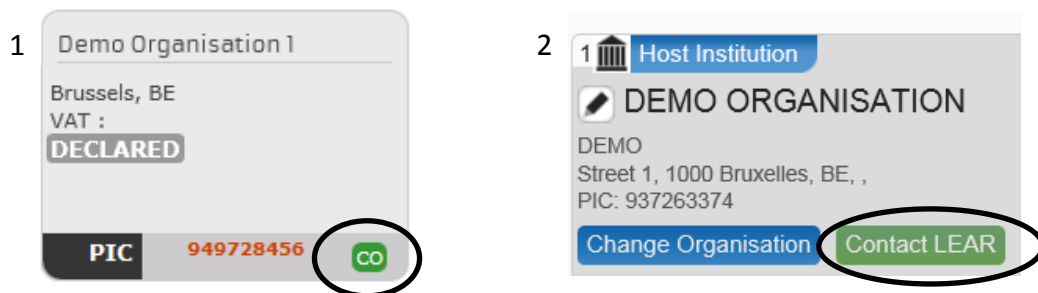 1
Demo Organisation 1
Brussels, BE
VAT :
DECLARED
PIC 949728456 CO
2
1 Host Institution
DEMO ORGANISATION
DEMO
Street 1, 1000 Bruxelles, BE, ,
PIC: 937263374
Change Organisation Contact LEAR